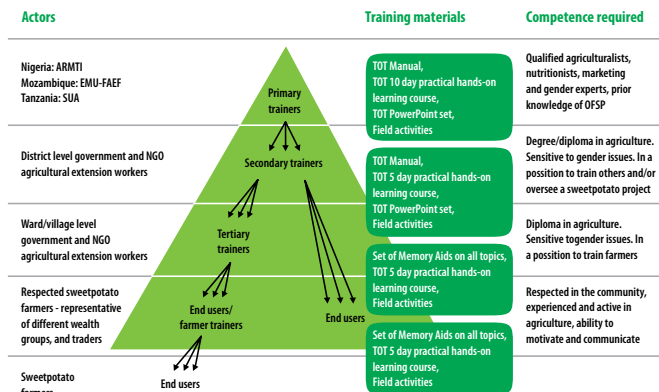 Actors
Training materials
Competence required
Nigeria: ARMTI
Mozambique: EMU-FAEF
Tanzania: SUA
Primary
trainers
TOT Manual,
TOT 10 day practical hands-on
learning course,
TOT PowerPoint set,
Field activities
Qualified agriculturalists,
nutritionists, marketing
and gender experts, prior
knowledge of OFSP
District level government and NGO
agricultural extension workers
Secondary trainers
TOT Manual,
TOT 5 day practical hands-on
learning course,
TOT PowerPoint set,
Field activities
Degree/diploma in agriculture.
Sensitive to gender issues. In a
possition to train others and/or
oversee a sweetpotato project
Ward/village level
government and NGO
agricultural extension workers
Tertiary
trainers
Set of Memory Aids on all topics,
TOT 5 day practical hands-on
learning course,
Field activities
Diploma in agriculture.
Sensitive togender issues. In
a possition to train farmers
Respected sweetpotato
farmers - representative
of different wealth
groups, and traders
End users/
farmer trainers
End users
Set of Memory Aids on all topics,
TOT 5 day practical hands-on
learning course,
Field activities
Respected in the community,
experienced and active in
agriculture, ability to
motivate and communicate
Sweetpotato
farmers
End users